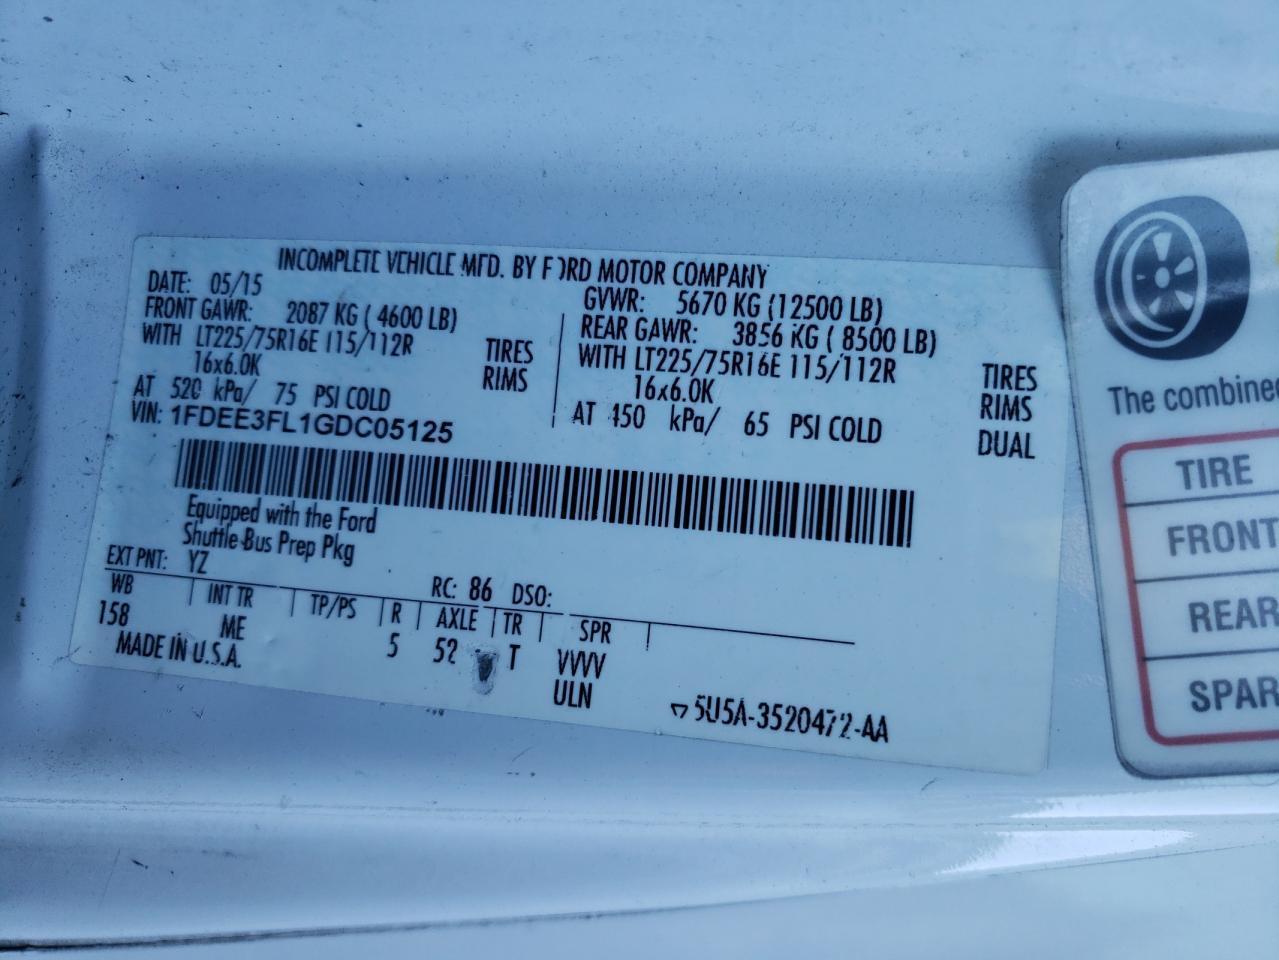 INCOMPLETE VEHICLE MFD. BY FORD MOTOR COMPANY
DATE: 05/15
GVWR: 5670 KG (12500 LB)
FRONT GAWR: 2087 KG ( 4600 LB)
REAR GAWR: 3856 KG ( 8500 LB)
WITH LT225/75R16E 115/112R TIRES
WITH LT225/75R16E 115/112R TIRES
16x6.0K RIMS
16x6.0K RIMS
AT 520 kPa/ 75 PSI COLD
AT 450 kPa/ 65 PSI COLD DUAL
VIN: 1FDEE3FL1GDC05125
Equipped with the Ford
Shuttle Bus Prep Pkg
EXT PNT: YZ RC: 86 DSO:
WB INT TR TP/PS R AXLE TR SPR
158 ME 5 52 T VVVV
MADE IN U.S.A. ULN
5U5A-3520472-AA
The combined
TIRE
FRONT
REAR
SPAR